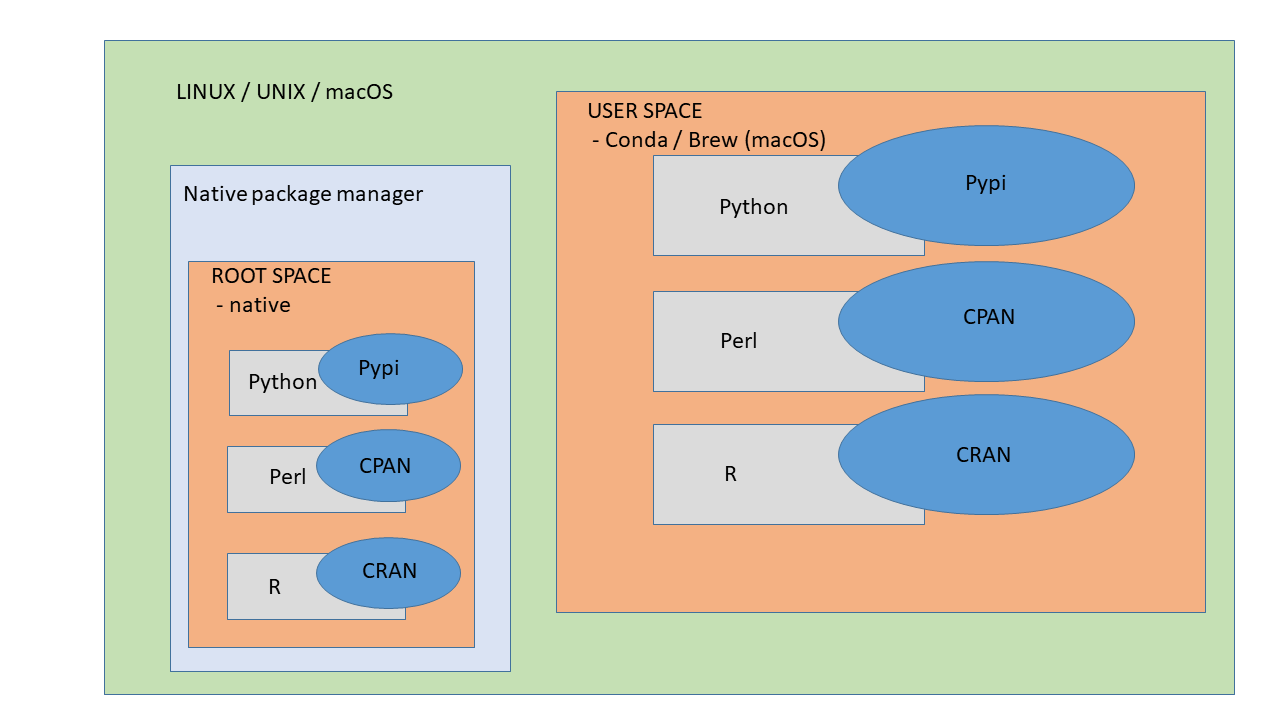 LINUX / UNIX / macOS
Native package manager
ROOT SPACE
- native
Python
Pypi
Perl
CPAN
R
CRAN
USER SPACE
- Conda / Brew (macOS)
Python
Pypi
Perl
CPAN
R
CRAN